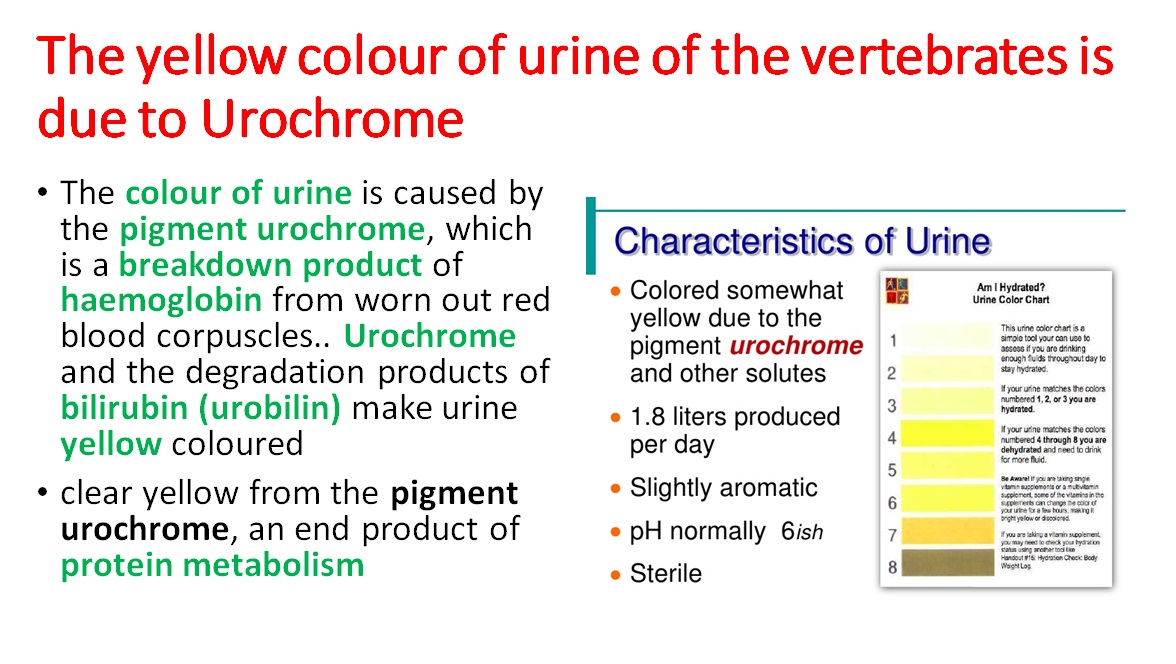 The yellow colour of urine of the vertebrates is
due to Urochrome
• The colour of urine is caused by
the pigment urochrome, which
is a breakdown product of
haemoglobin from worn out red
blood corpuscles.. Urochrome
and the degradation products of
bilirubin (urobilin) make urine
yellow coloured
• clear yellow from the pigment
urochrome, an end product of
protein metabolism
Characteristics of Urine
• Colored somewhat
yellow due to the
pigment urochrome
and other solutes
• 1.8 liters produced
per day
• Slightly aromatic
• pH normally 6ish
• Sterile
Am I Hydrated?
Urine Color Chart
1
2
3
4
5
6
7
8
This urine color chart is a
simple tool your can use to
assess if you are drinking
enough fluids throughout day to
stay hydrated.
If your urine matches the colors
numbered 1, 2, or 3 you are
hydrated.
If your urine matches the colors
numbered 4 through 8 you are
dehydrated and need to drink
for more fluid.
Be Aware! If you are taking single
vitamin supplements or a multivitamin
supplement, some of the vitamins in the
supplements can change the color of
your urine for a few hours, making it
bright yellow or discolored.
If you are taking a vitamin supplement,
you may need to check your hydration
status using another tool like
Handout #15: Hydration Check: Body
Weight Log.